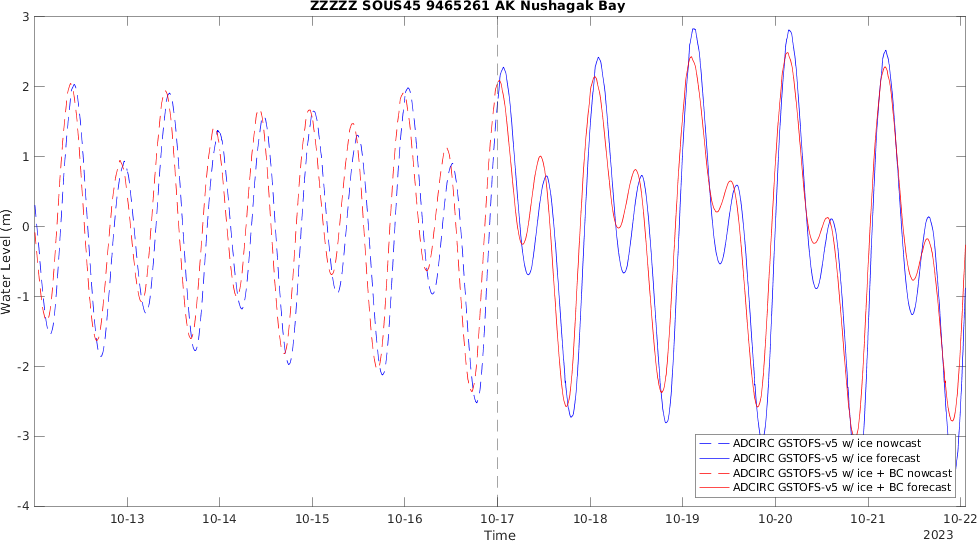 ZZZZZ SOUS45 9465261 AK Nushagak Bay
3
2
1
0
-1
-2
-3
-4
Water Level (m)
10-13
10-14
10-15
10-16
10-17
10-18
10-19
10-20
10-21
10-22
Time
2023
ADCIRC GSTOFS-v5 w/ ice nowcast
ADCIRC GSTOFS-v5 w/ ice forecast
ADCIRC GSTOFS-v5 w/ ice + BC nowcast
ADCIRC GSTOFS-v5 w/ ice + BC forecast